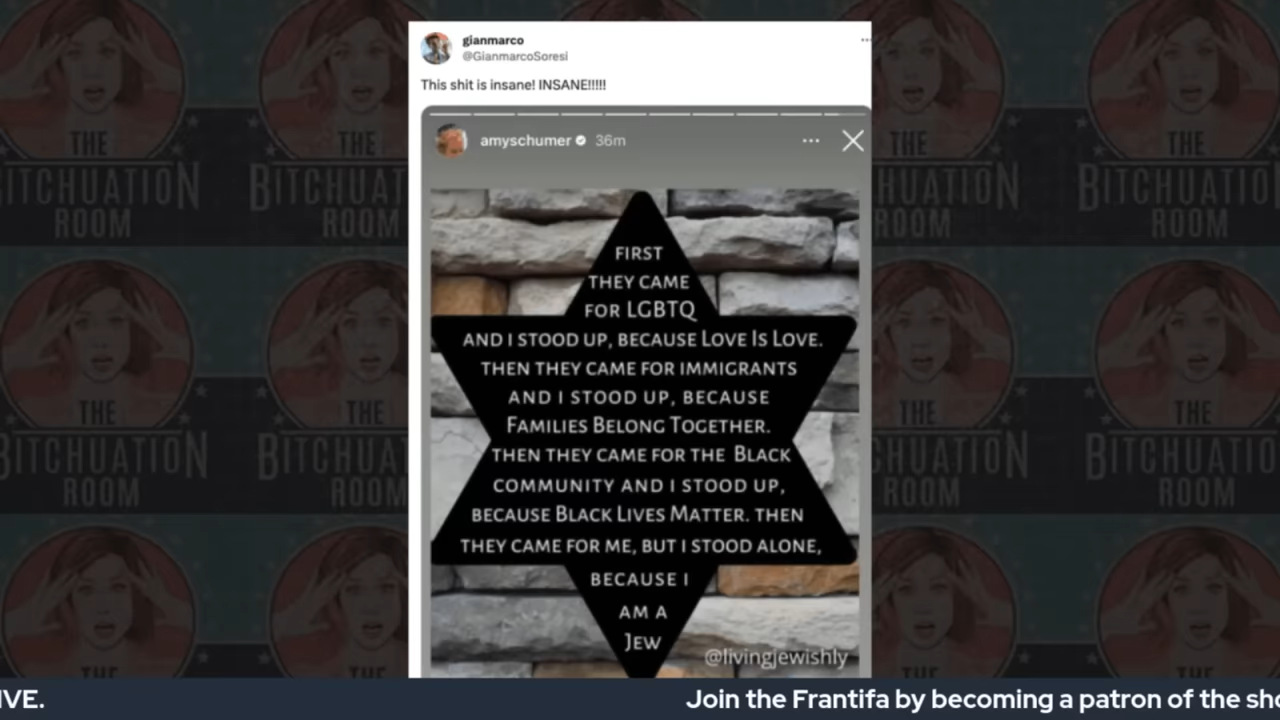 gianmarco
@GianmarcoSoresi
This shit is insane! INSANE!!!!!
amyschumer 36m
FIRST
THEY CAME
FOR LGBTQ
AND I STOOD UP, BECAUSE LOVE IS LOVE.
THEN THEY CAME FOR IMMIGRANTS
AND I STOOD UP, BECAUSE
FAMILIES BELONG TOGETHER.
THEN THEY CAME FOR THE BLACK
COMMUNITY AND I STOOD UP,
BECAUSE BLACK LIVES MATTER. THEN
THEY CAME FOR ME, BUT I STOOD ALONE,
BECAUSE I
AM A
JEW
@livingjewishly
THE
BITCHUATION
ROOM
IVE.
Join the Frantifa by becoming a patron of the sho